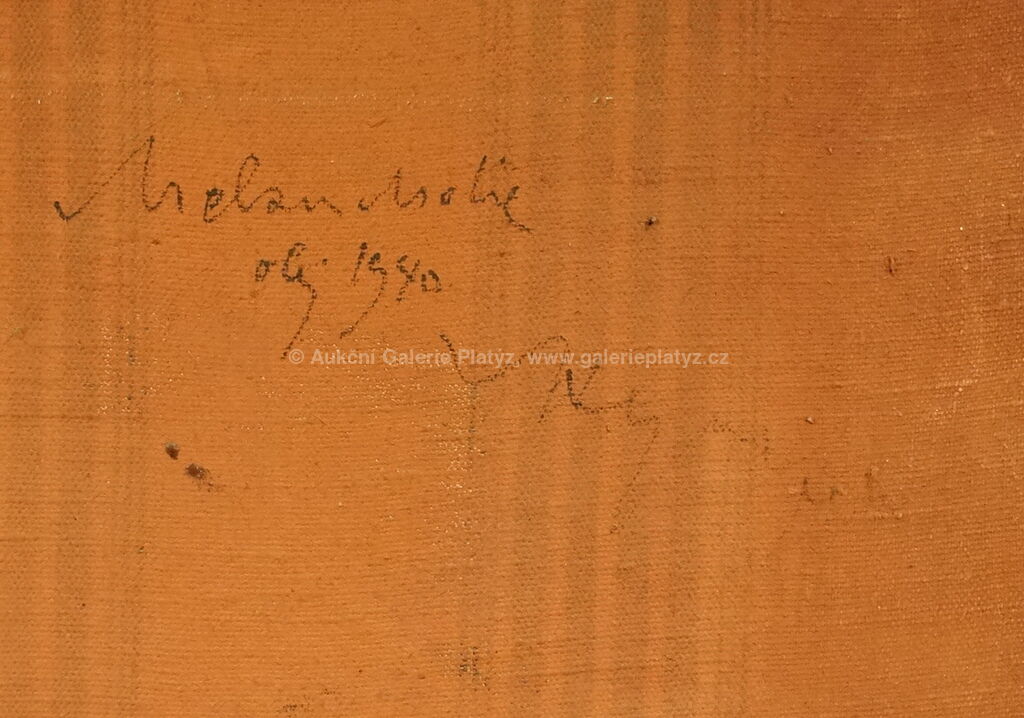 Melancholie
olej 1940
© Aukční Galerie Platýz, www.galerieplatyz.cz